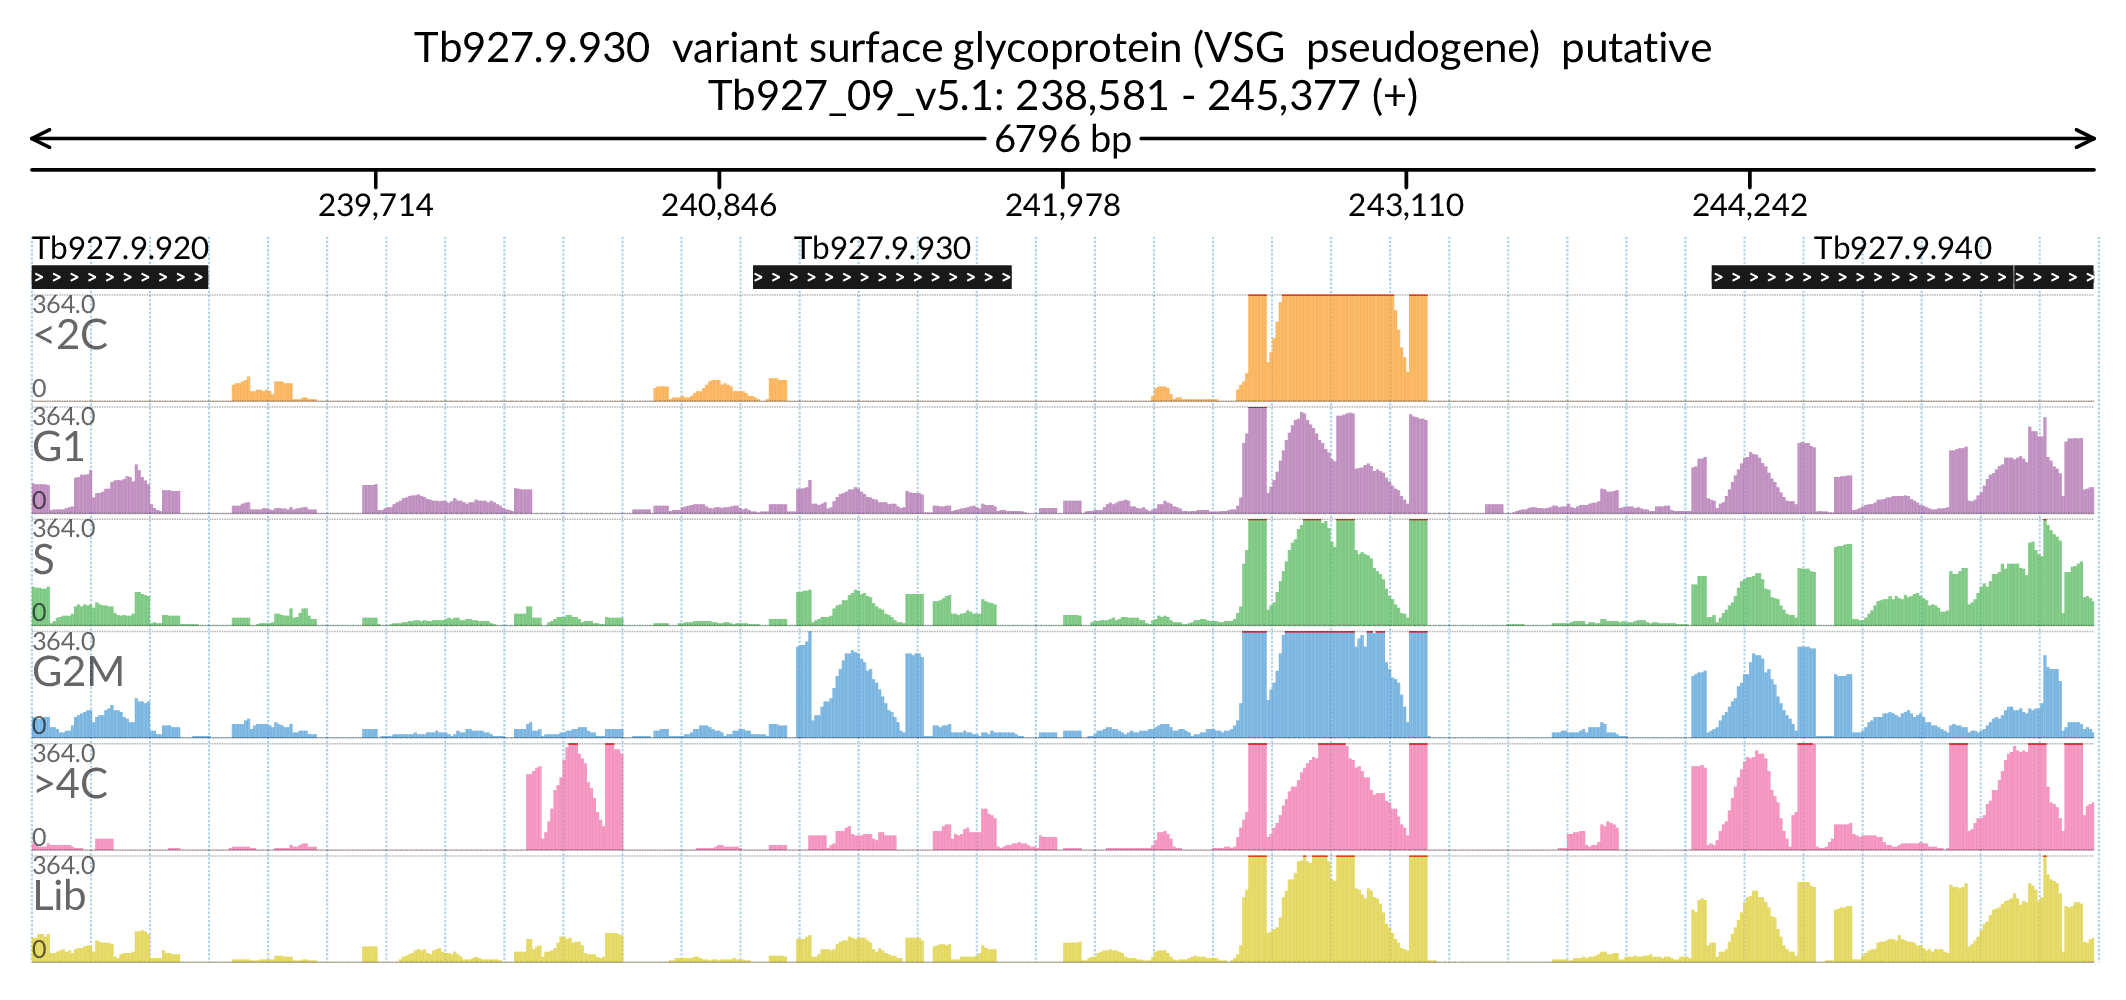 Tb927.9.930 variant surface glycoprotein (VSG pseudogene) putative
Tb927_09_v5.1: 238,581 - 245,377 (+)
6796 bp
239,714 240,846 241,978 243,110 244,242
Tb927.9.920 Tb927.9.930 Tb927.9.940
364.0
<2C
0
364.0
G1
0
364.0
S
0
364.0
G2M
0
364.0
>4C
0
364.0
Lib
0